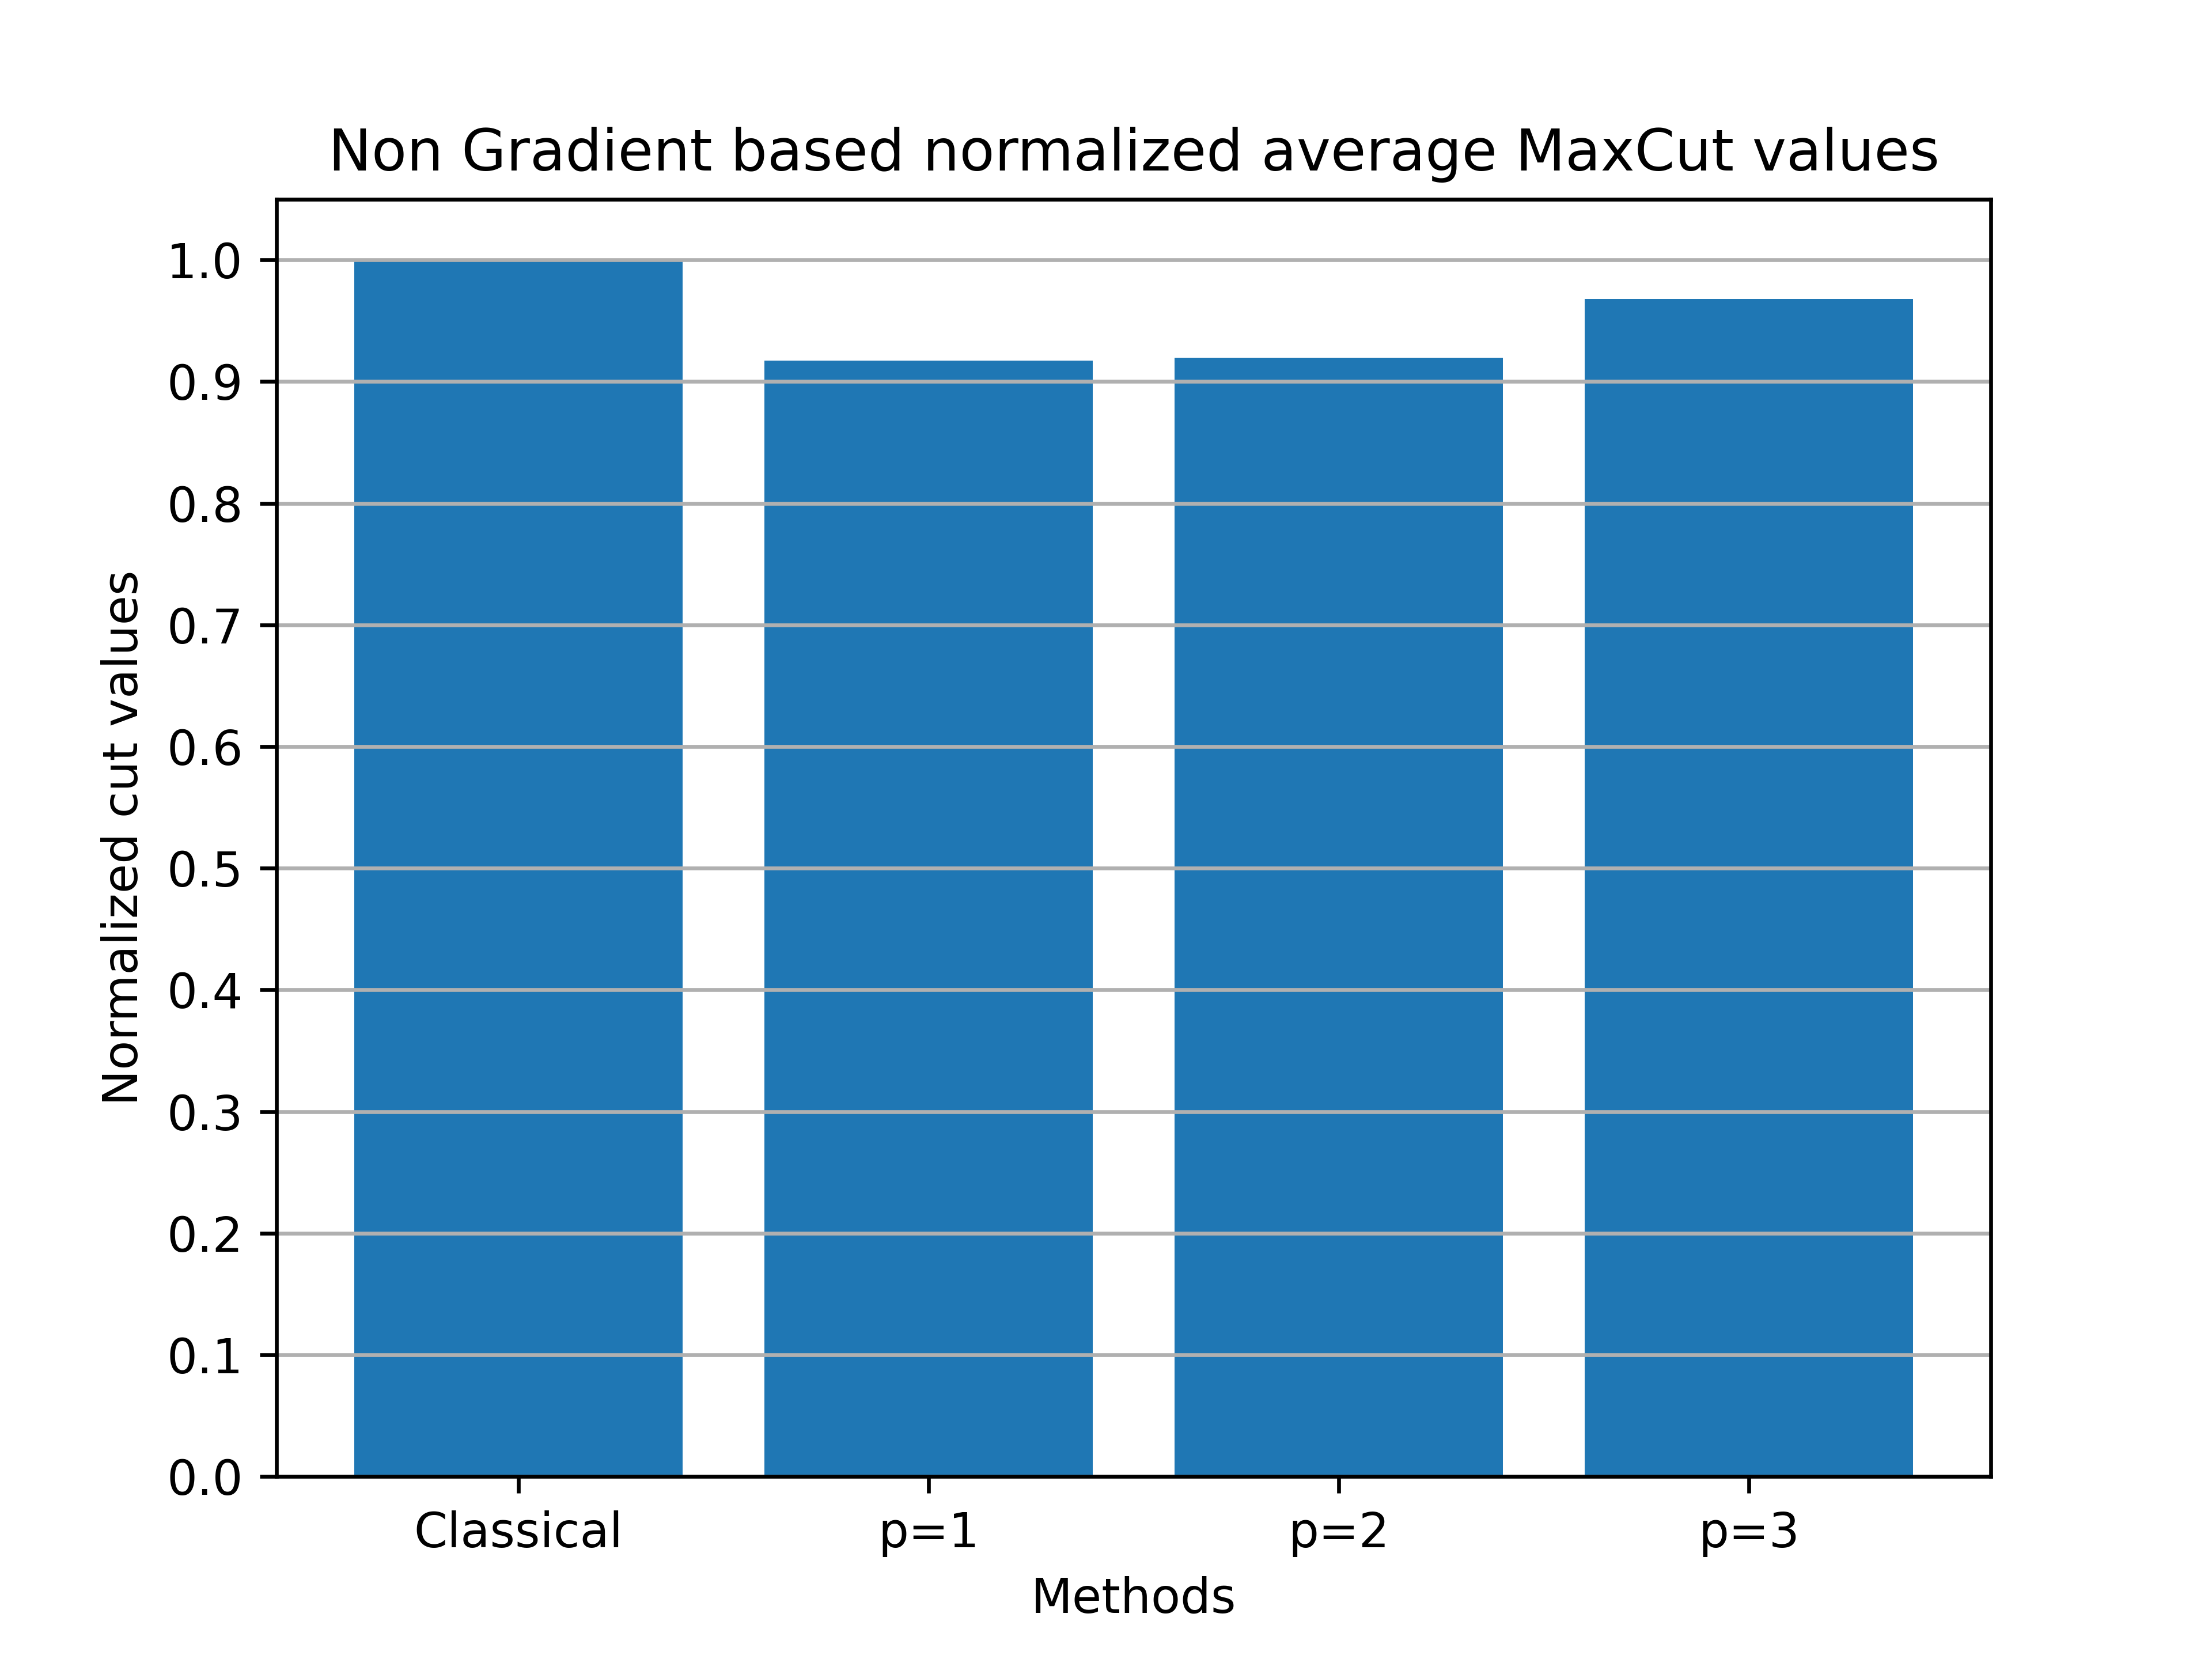 Non Gradient based normalized average MaxCut values
1.0
0.9
0.8
0.7
0.6
0.5
0.4
0.3
0.2
0.1
0.0
Normalized cut values
Classical p=1 p=2 p=3
Methods